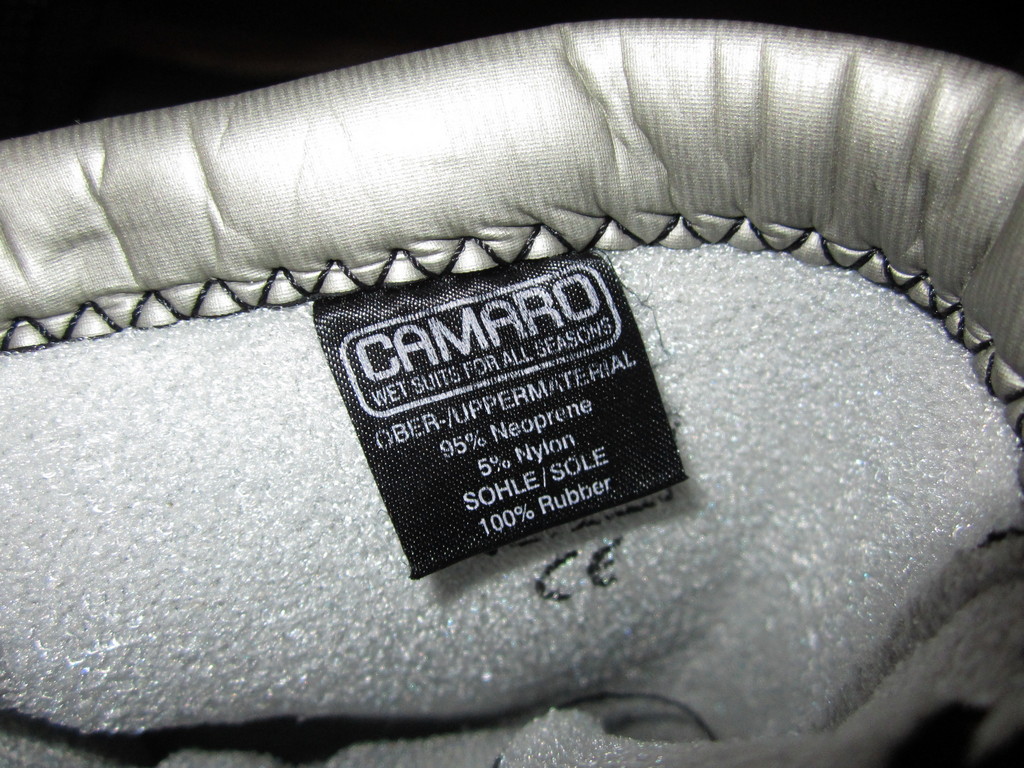 CAMARO
WET SUITS FOR ALL SEASONS
OBER-/UPPERMATERIAL
95% Neoprene
5% Nylon
SOHLE/SOLE
100% Rubber
CE